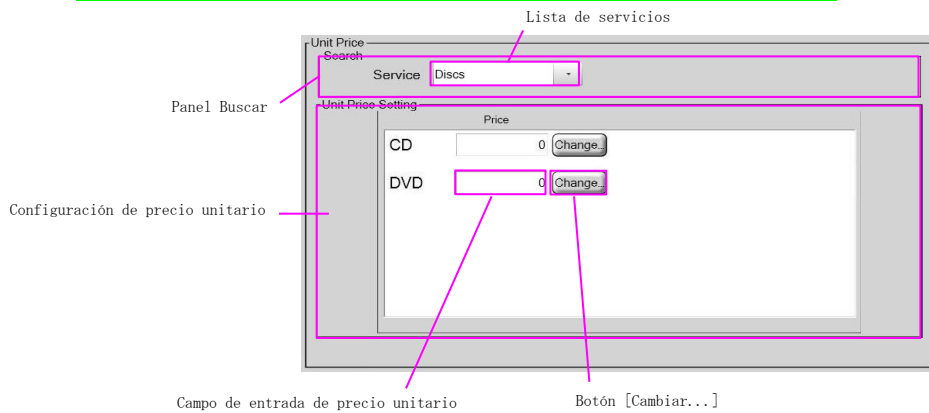 Lista de servicios
Unit Price
Search
Service Discs
Panel Buscar
Unit Price Setting
Price
CD 0 Change...
DVD 0 Change...
Configuración de precio unitario
Campo de entrada de precio unitario
Botón [Cambiar...]